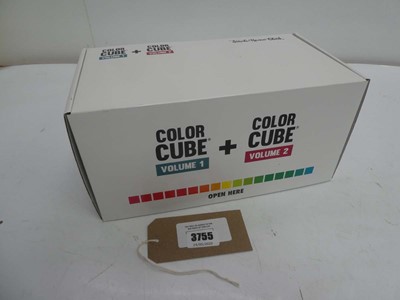 COLOR
CUBE®
VOLUME 1
+
COLOR
CUBE®
VOLUME 2
COLOR
CUBE®
VOLUME 1
+
COLOR
CUBE®
VOLUME 2
OPEN HERE
3755